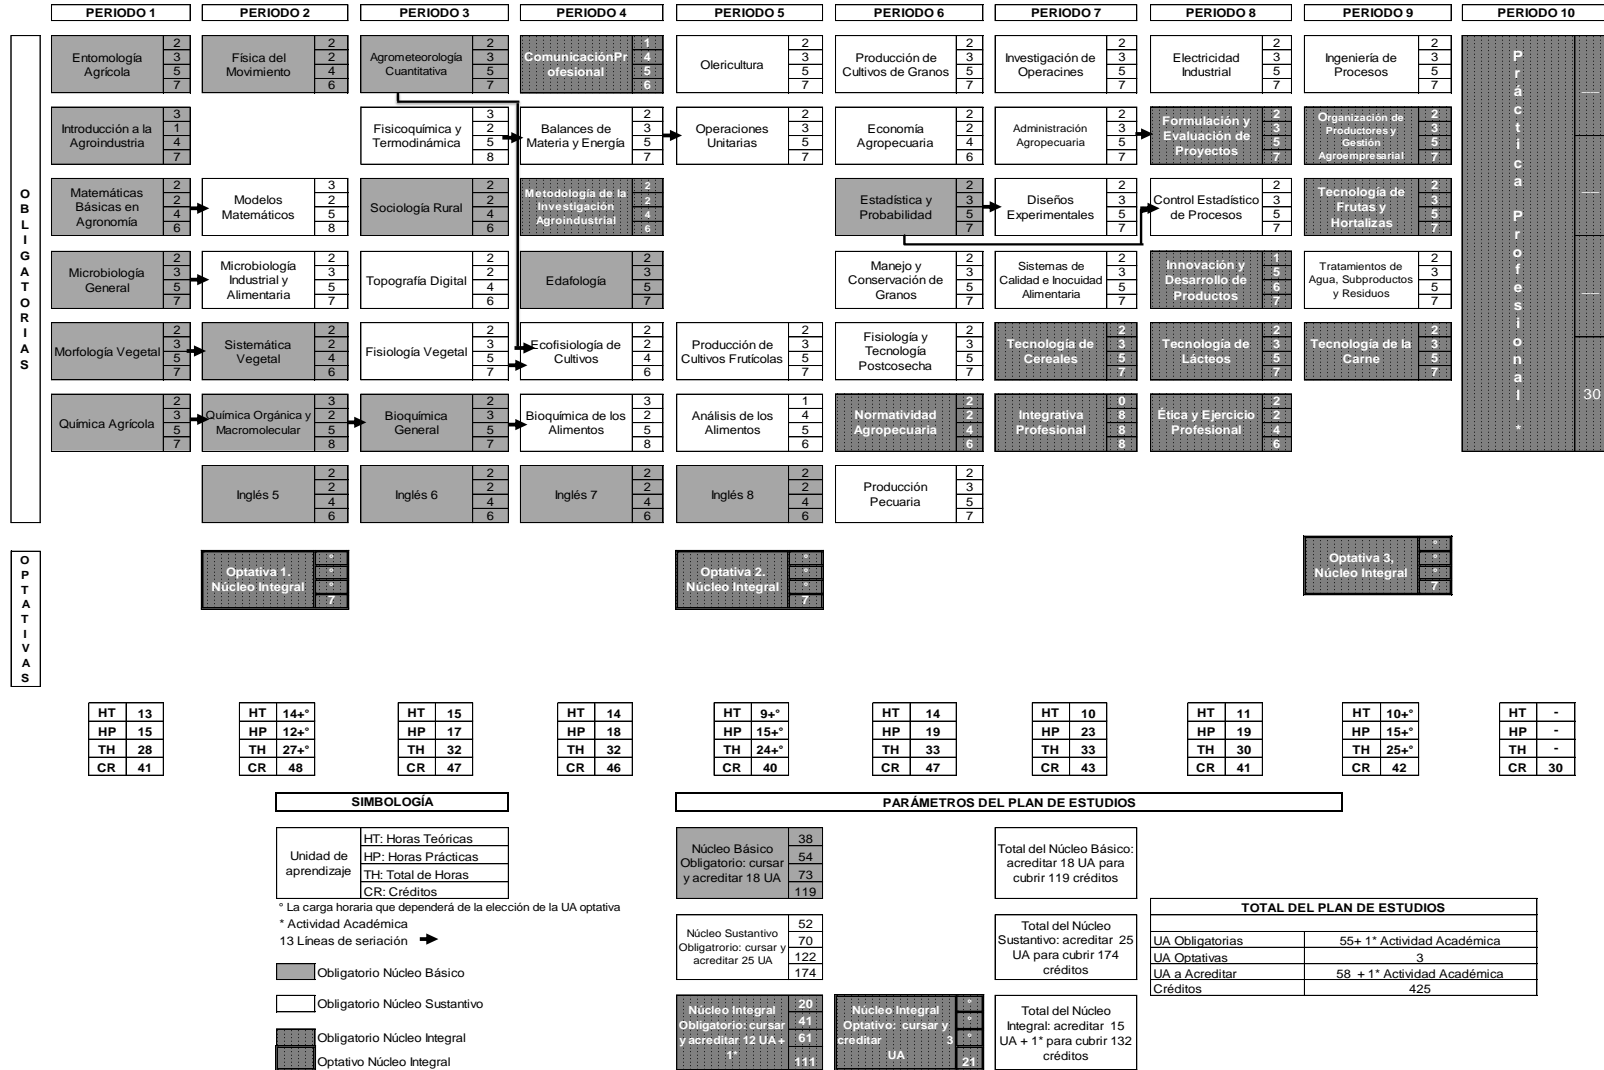 PERIODO 1 PERIODO 2 PERIODO 3 PERIODO 4 PERIODO 5 PERIODO 6 PERIODO 7 PERIODO 8 PERIODO 9 PERIODO 10
OBLIGATORIAS
Entomología
Agrícola
2
3
5
7
Física del
Movimiento
2
2
4
6
Agrometeorología
Cuantitativa
2
3
5
7
ComunicaciónPr
ofesional
1
4
5
6
Olericultura
2
3
5
7
Producción de
Cultivos de Granos
2
3
5
7
Investigación de
Operacines
2
3
5
7
Electricidad
Industrial
2
3
5
7
Ingeniería de
Procesos
2
3
5
7
Práctica Profesional *
30
Introducción a la
Agroindustria
3
1
4
7
Fisicoquímica y
Termodinámica
3
2
5
8
Balances de
Materia y Energía
2
3
5
7
Operaciones
Unitarias
2
3
5
7
Economía
Agropecuaria
2
2
4
6
Administración
Agropecuaria
2
3
5
7
Formulación y
Evaluación de
Proyectos
2
3
5
7
Organización de
Productores y
Gestión
Agroempresarial
2
3
5
7
Matemáticas
Básicas en
Agronomía
2
2
4
6
Modelos
Matemáticos
3
2
5
8
Sociología Rural
2
2
4
6
Metodología de la
Investigación
Agroindustrial
2
2
4
6
Estadística y
Probabilidad
2
3
5
7
Diseños
Experimentales
2
3
5
7
Control Estadístico
de Procesos
2
3
5
7
Tecnología de
Frutas y
Hortalizas
2
3
5
7
Microbiología
General
2
3
5
7
Microbiología
Industrial y
Alimentaria
2
3
5
7
Topografía Digital
2
2
4
6
Edafología
2
3
5
7
Manejo y
Conservación de
Granos
2
3
5
7
Sistemas de
Calidad e Inocuidad
Alimentaria
2
3
5
7
Innovación y
Desarrollo de
Productos
1
5
6
7
Tratamientos de
Agua, Subproductos
y Residuos
2
3
5
7
Morfología Vegetal
2
3
5
7
Sistemática
Vegetal
2
2
4
6
Fisiología Vegetal
2
3
5
7
Ecofisiología de
Cultivos
2
2
4
6
Producción de
Cultivos Frutícolas
2
3
5
7
Fisiología y
Tecnología
Postcosecha
2
3
5
7
Tecnología de
Cereales
2
3
5
7
Tecnología de
Lácteos
2
3
5
7
Tecnología de la
Carne
2
3
5
7
Química Agrícola
2
3
5
7
Química Orgánica y
Macromolecular
3
2
5
8
Bioquímica
General
2
3
5
7
Bioquímica de los
Alimentos
3
2
5
8
Análisis de los
Alimentos
1
4
5
6
Normatividad
Agropecuaria
2
2
4
6
Integrativa
Profesional
0
8
8
8
Ética y Ejercicio
Profesional
2
2
4
6
Inglés 5
2
2
4
6
Inglés 6
2
2
4
6
Inglés 7
2
2
4
6
Inglés 8
2
2
4
6
Producción
Pecuaria
2
3
5
7
OPTATIVAS
Optativa 1.
Núcleo Integral
°
°
°
7
Optativa 2.
Núcleo Integral
°
°
°
7
Optativa 3,
Núcleo Integral
°
°
°
7
HT 13 HT 14+° HT 15 HT 14 HT 9+° HT 14 HT 10 HT 11 HT 10+° HT -
HP 15 HP 12+° HP 17 HP 18 HP 15+° HP 19 HP 23 HP 19 HP 15+° HP -
TH 28 TH 27+° TH 32 TH 32 TH 24+° TH 33 TH 33 TH 30 TH 25+° TH -
CR 41 CR 48 CR 47 CR 46 CR 40 CR 47 CR 43 CR 41 CR 42 CR 30
SIMBOLOGÍA
Unidad de
aprendizaje
HT: Horas Teóricas
HP: Horas Prácticas
TH: Total de Horas
CR: Créditos
° La carga horaria que dependerá de la elección de la UA optativa
* Actividad Académica
13 Líneas de seriación
Obligatorio Núcleo Básico
Obligatorio Núcleo Sustantivo
Obligatorio Núcleo Integral
Optativo Núcleo Integral
PARÁMETROS DEL PLAN DE ESTUDIOS
Núcleo Básico
Obligatorio: cursar
y acreditar 18 UA
38
54
73
119
Total del Núcleo Básico:
acreditar 18 UA para
cubrir 119 créditos
Núcleo Sustantivo
Obligatrorio: cursar y
acreditar 25 UA
52
70
122
174
Total del Núcleo
Sustantivo: acreditar 25
UA para cubrir 174
créditos
Núcleo Integral
Obligatorio: cursar
y acreditar 12 UA +
1*
20
41
61
111
Núcleo Integral
Optativo: cursar y
creditar 3
UA
°
°
°
21
Total del Núcleo
Integral: acreditar 15
UA + 1* para cubrir 132
créditos
TOTAL DEL PLAN DE ESTUDIOS
UA Obligatorias 55+ 1* Actividad Académica
UA Optativas 3
UA a Acreditar 58 + 1* Actividad Académica
Créditos 425